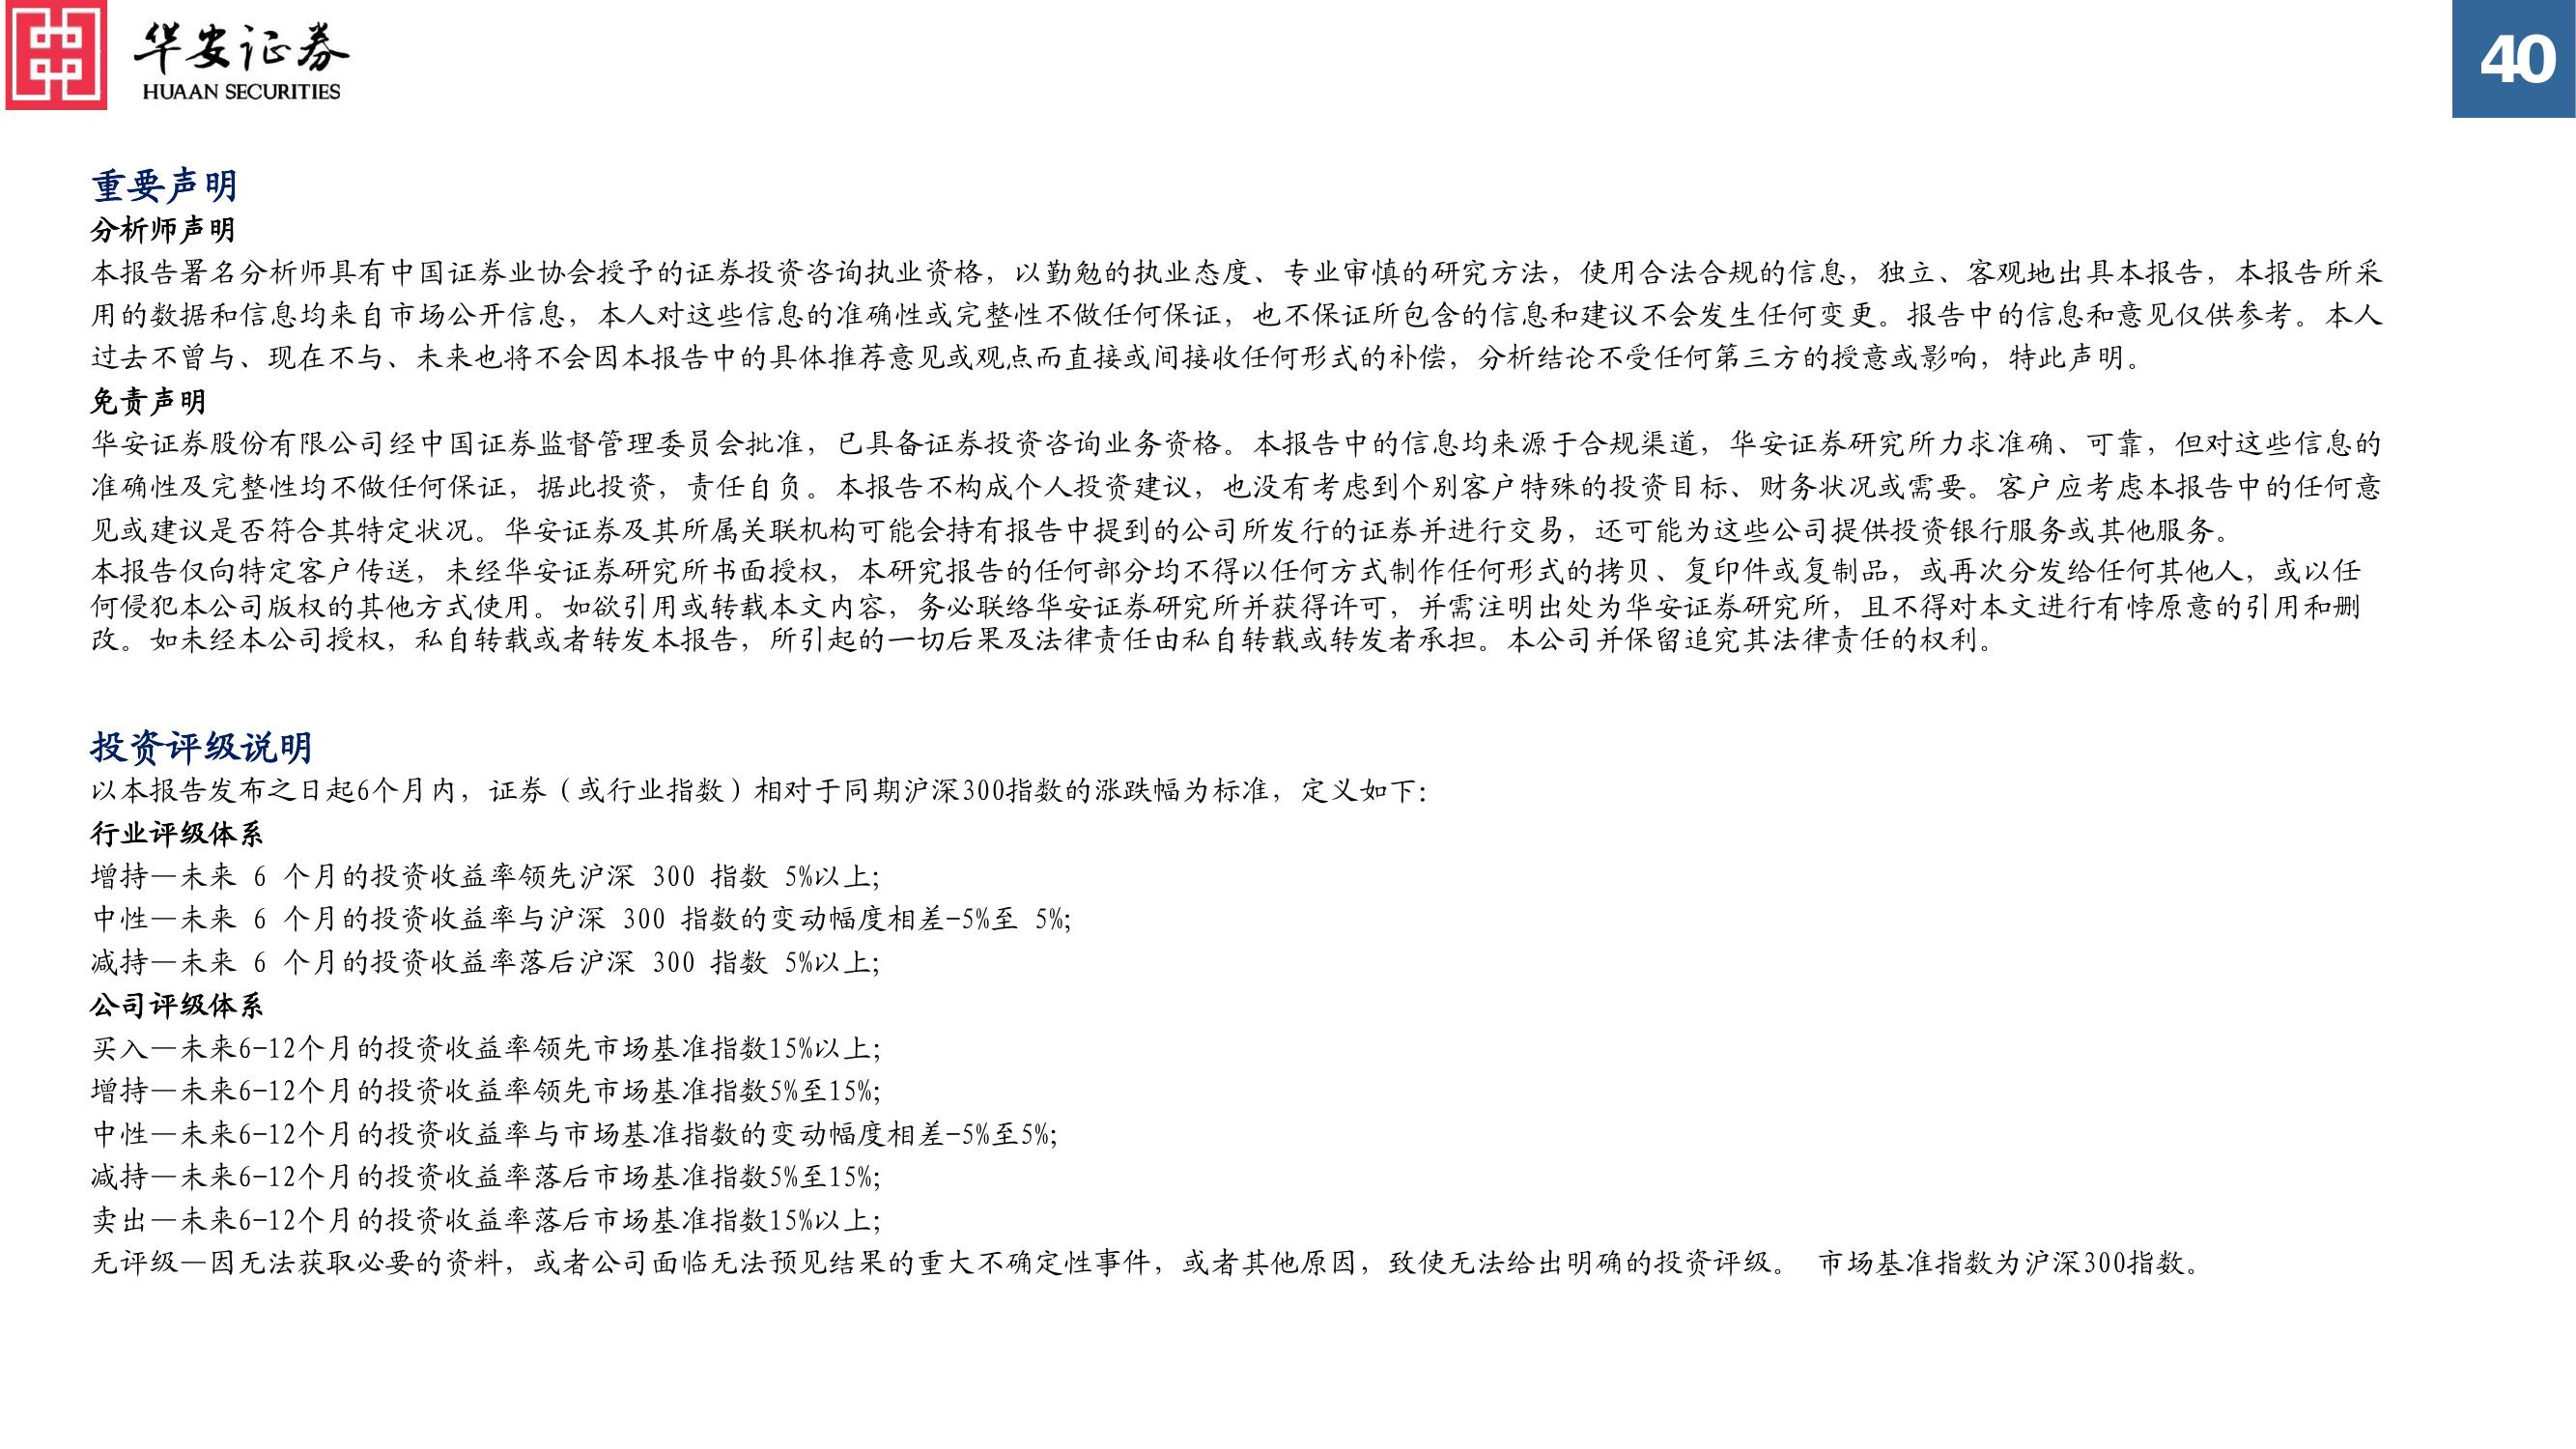 华安证券
HUAAN SECURITIES
40
重要声明
分析师声明
本报告署名分析师具有中国证券业协会授予的证券投资咨询执业资格，以勤勉的执业态度、专业审慎的研究方法，使用合法合规的信息，独立、客观地出具本报告，本报告所采
用的数据和信息均来自市场公开信息，本人对这些信息的准确性或完整性不做任何保证，也不保证所包含的信息和建议不会发生任何变更。报告中的信息和意见仅供参考。本人
过去不曾与、现在不与、未来也将不会因本报告中的具体推荐意见或观点而直接或间接收任何形式的补偿，分析结论不受任何第三方的授意或影响，特此声明。
免责声明
华安证券股份有限公司经中国证券监督管理委员会批准，已具备证券投资咨询业务资格。本报告中的信息均来源于合规渠道，华安证券研究所力求准确、可靠，但对这些信息的
准确性及完整性均不做任何保证，据此投资，责任自负。本报告不构成个人投资建议，也没有考虑到个别客户特殊的投资目标、财务状况或需要。客户应考虑本报告中的任何意
见或建议是否符合其特定状况。华安证券及其所属关联机构可能会持有报告中提到的公司所发行的证券并进行交易，还可能为这些公司提供投资银行服务或其他服务。
本报告仅向特定客户传送，未经华安证券研究所书面授权，本研究报告的任何部分均不得以任何方式制作任何形式的拷贝、复印件或复制品，或再次分发给任何其他人，或以任
何侵犯本公司版权的其他方式使用。如欲引用或转载本文内容，务必联络华安证券研究所并获得许可，并需注明出处为华安证券研究所，且不得对本文进行有悖原意的引用和删
改。如未经本公司授权，私自转载或者转发本报告，所引起的一切后果及法律责任由私自转载或转发者承担。本公司并保留追究其法律责任的权利。
投资评级说明
以本报告发布之日起6个月内，证券（或行业指数）相对于同期沪深300指数的涨跌幅为标准，定义如下：
行业评级体系
增持—未来 6 个月的投资收益率领先沪深 300 指数 5%以上;
中性—未来 6 个月的投资收益率与沪深 300 指数的变动幅度相差-5%至 5%;
减持—未来 6 个月的投资收益率落后沪深 300 指数 5%以上;
公司评级体系
买入—未来6-12个月的投资收益率领先市场基准指数15%以上;
增持—未来6-12个月的投资收益率领先市场基准指数5%至15%;
中性—未来6-12个月的投资收益率与市场基准指数的变动幅度相差-5%至5%;
减持—未来6-12个月的投资收益率落后市场基准指数5%至15%;
卖出—未来6-12个月的投资收益率落后市场基准指数15%以上;
无评级—因无法获取必要的资料，或者公司面临无法预见结果的重大不确定性事件，或者其他原因，致使无法给出明确的投资评级。 市场基准指数为沪深300指数。